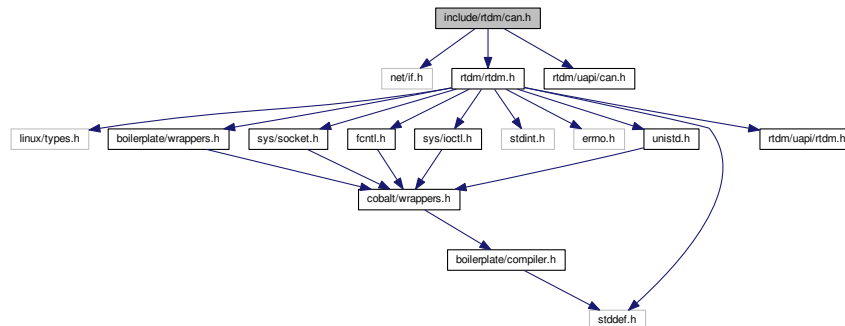 include/rtdm/can.h
net/if.h
rtdm/rtdm.h
rtdm/uapi/can.h
linux/types.h
boilerplate/wrappers.h
sys/socket.h
fcntl.h
sys/ioctl.h
stdint.h
errno.h
unistd.h
rtdm/uapi/rtdm.h
cobalt/wrappers.h
boilerplate/compiler.h
stddef.h